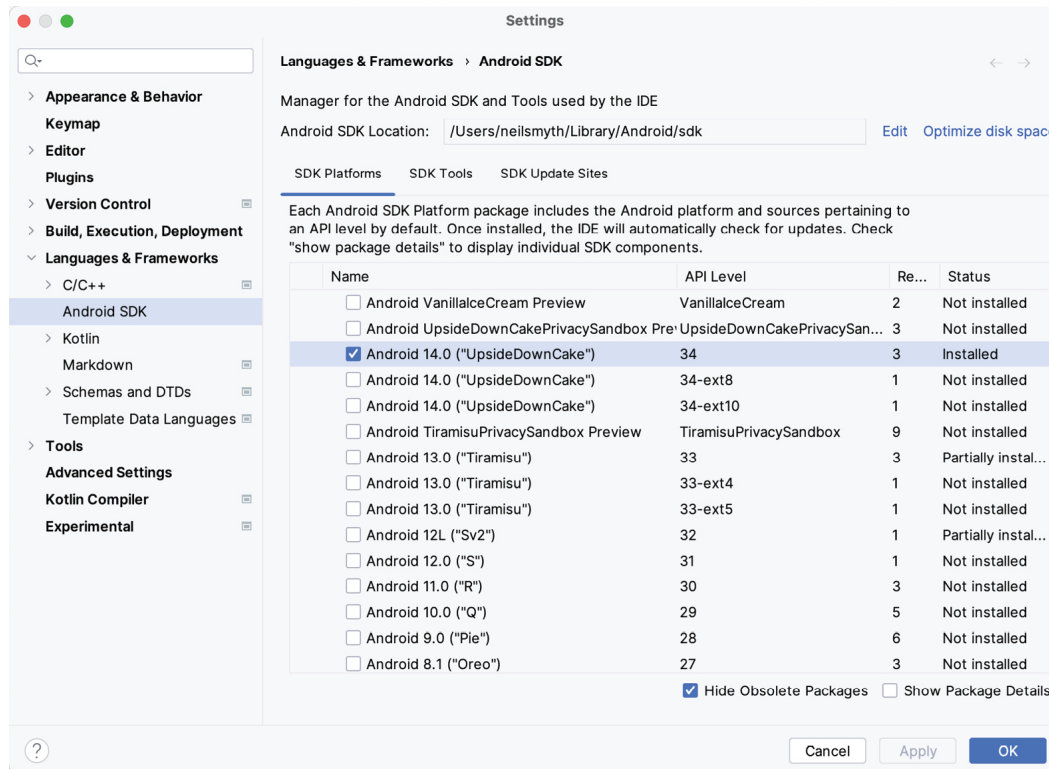 Settings
Languages & Frameworks › Android SDK
Appearance & Behavior
Keymap
Editor
Plugins
Version Control
Build, Execution, Deployment
Languages & Frameworks
C/C++
Android SDK
Kotlin
Markdown
Schemas and DTDs
Template Data Languages
Tools
Advanced Settings
Kotlin Compiler
Experimental
Manager for the Android SDK and Tools used by the IDE
Android SDK Location: /Users/neilsmyth/Library/Android/sdk Edit Optimize disk spac
SDK Platforms SDK Tools SDK Update Sites
Each Android SDK Platform package includes the Android platform and sources pertaining to
an API level by default. Once installed, the IDE will automatically check for updates. Check
"show package details" to display individual SDK components.
Name API Level Re... Status
Android VanillaIceCream Preview VanillaIceCream 2 Not installed
Android UpsideDownCakePrivacySandbox Pre UpsideDownCakePrivacySan... 3 Not installed
Android 14.0 ("UpsideDownCake") 34 3 Installed
Android 14.0 ("UpsideDownCake") 34-ext8 1 Not installed
Android 14.0 ("UpsideDownCake") 34-ext10 1 Not installed
Android TiramisuPrivacySandbox Preview TiramisuPrivacySandbox 9 Not installed
Android 13.0 ("Tiramisu") 33 3 Partially instal...
Android 13.0 ("Tiramisu") 33-ext4 1 Not installed
Android 13.0 ("Tiramisu") 33-ext5 1 Not installed
Android 12L ("Sv2") 32 1 Partially instal...
Android 12.0 ("S") 31 1 Not installed
Android 11.0 ("R") 30 3 Not installed
Android 10.0 ("Q") 29 5 Not installed
Android 9.0 ("Pie") 28 6 Not installed
Android 8.1 ("Oreo") 27 3 Not installed
Hide Obsolete Packages Show Package Details
? Cancel Apply OK